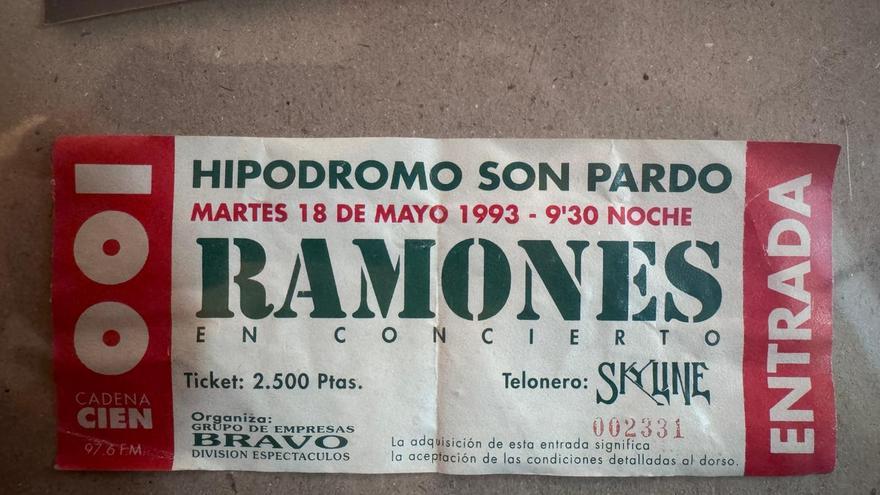 100
CADENA
CIEN
97.6 FM
HIPODROMO SON PARDO
MARTES 18 DE MAYO 1993 - 9'30 NOCHE
RAMONES
EN CONCIERTO
Ticket: 2.500 Ptas.
Telonero: SKYLINE
Organiza:
GRUPO DE EMPRESAS
BRAVO
DIVISION ESPECTACULOS
002331
La adquisición de esta entrada significa
la aceptación de las condiciones detalladas al dorso.
ENTRADA